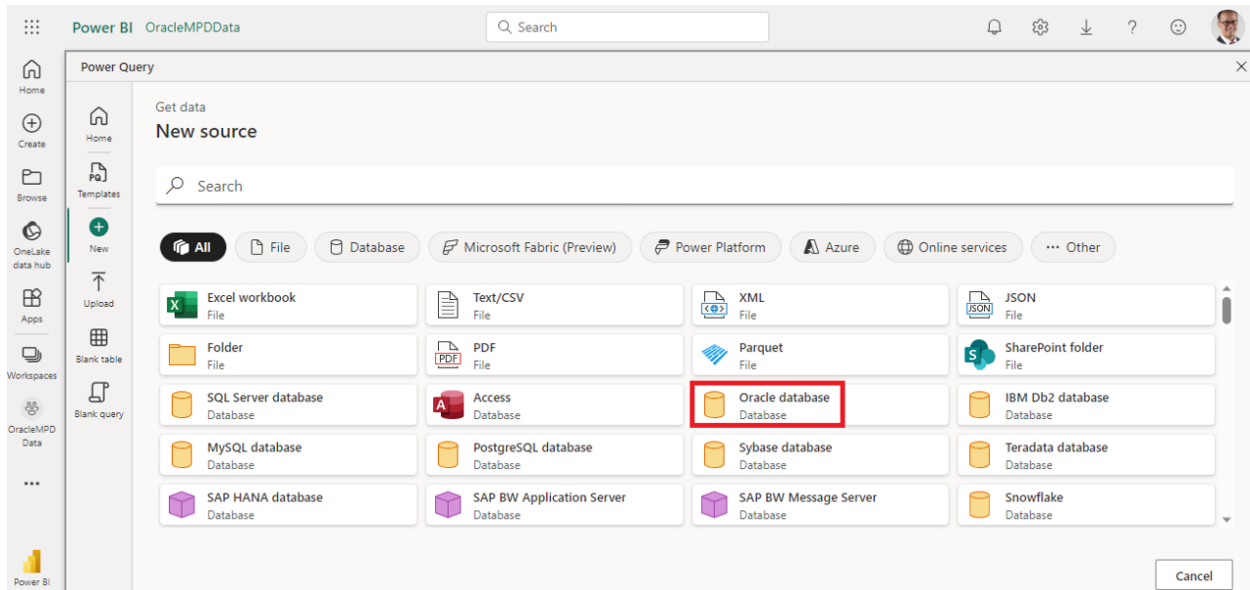 Power BI OracleMPDData
Search
Home
Create
Browse
OneLake
data hub
Apps
Workspaces
OracleMPD
Data
Power BI
Power Query
Home
PQ
Templates
New
Upload
Blank table
Blank query
Get data
New source
Search
All File Database Microsoft Fabric (Preview) Power Platform Azure Online services Other
X
Excel workbook
File
Text/CSV
File
XML
File
JSON
JSON
File
Folder
File
PDF
PDF
File
Parquet
File
S
SharePoint folder
File
SQL Server database
Database
A
Access
Database
Oracle database
Database
IBM Db2 database
Database
MySQL database
Database
PostgreSQL database
Database
Sybase database
Database
Teradata database
Database
SAP HANA database
Database
SAP BW Application Server
Database
SAP BW Message Server
Database
Snowflake
Database
Cancel